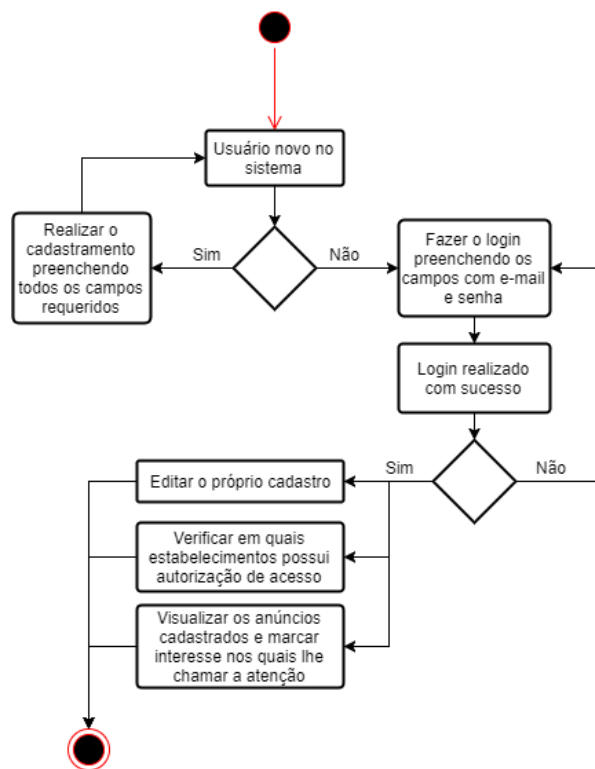 Usuário novo no
sistema
Realizar o
cadastramento
preenchendo
todos os campos
requeridos
Sim
Não
Fazer o login
preenchendo os
campos com e-mail
e senha
Login realizado
com sucesso
Sim
Não
Editar o próprio cadastro
Verificar em quais
estabelecimentos possui
autorização de acesso
Visualizar os anúncios
cadastrados e marcar
interesse nos quais lhe
chamar a atenção